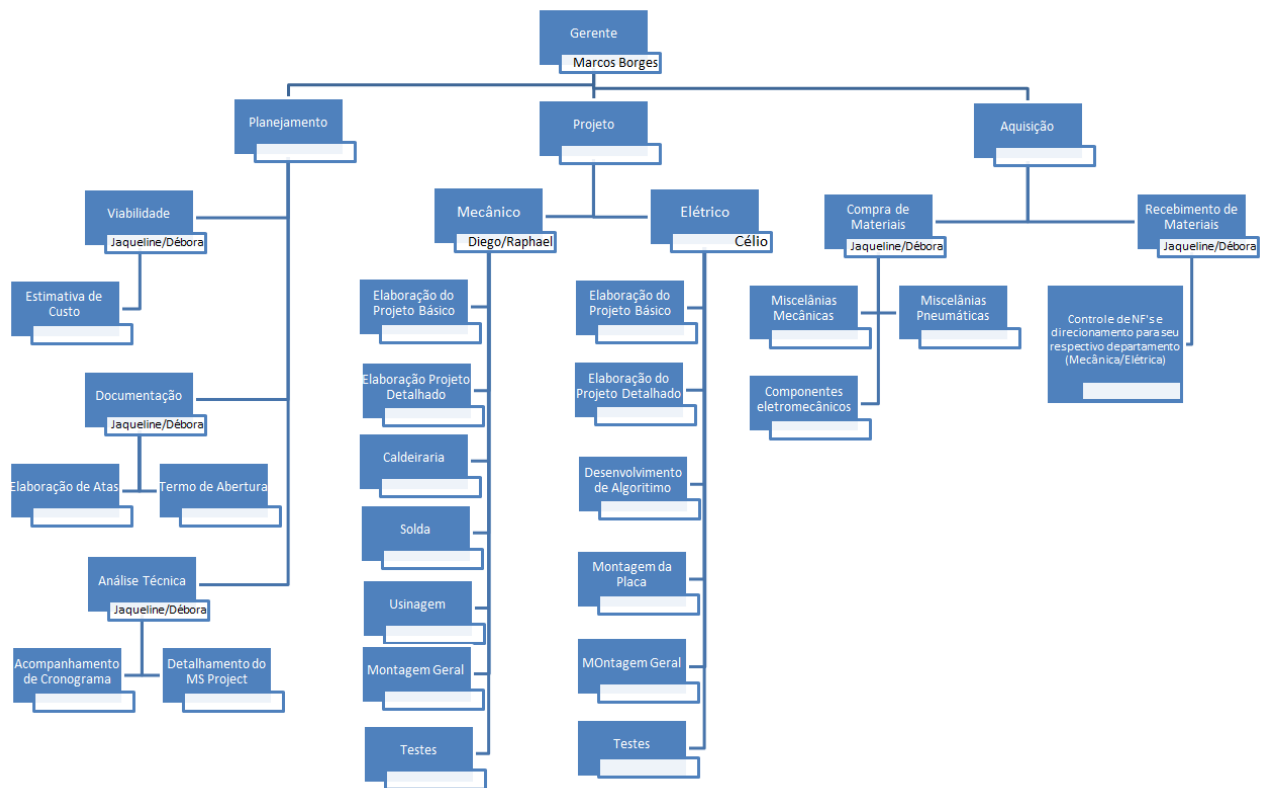 Gerente
Marcos Borges
Planejamento
Projeto
Aquisição
Viabilidade
Jaqueline/Débora
Estimativa de
Custo
Documentação
Jaqueline/Débora
Elaboração de Atas
Termo de Abertura
Análise Técnica
Jaqueline/Débora
Acompanhamento
de Cronograma
Detalhamento do
MS Project
Mecânico
Diego/Raphael
Elaboração do
Projeto Básico
Elaboração Projeto
Detalhado
Caldeiraria
Solda
Usinagem
Montagem Geral
Testes
Elétrico
Célio
Elaboração do
Projeto Básico
Elaboração do
Projeto Detalhado
Desenvolvimento
de Algoritimo
Montagem da
Placa
MOntagem Geral
Testes
Compra de
Materiais
Jaqueline/Débora
Miscelânias
Mecânicas
Miscelânias
Pneumáticas
Componentes
eletromecânicos
Recebimento de
Materiais
Jaqueline/Débora
Controle de NF's e
direcionamento para seu
respectivo departamento
(Mecânica/Elétrica)